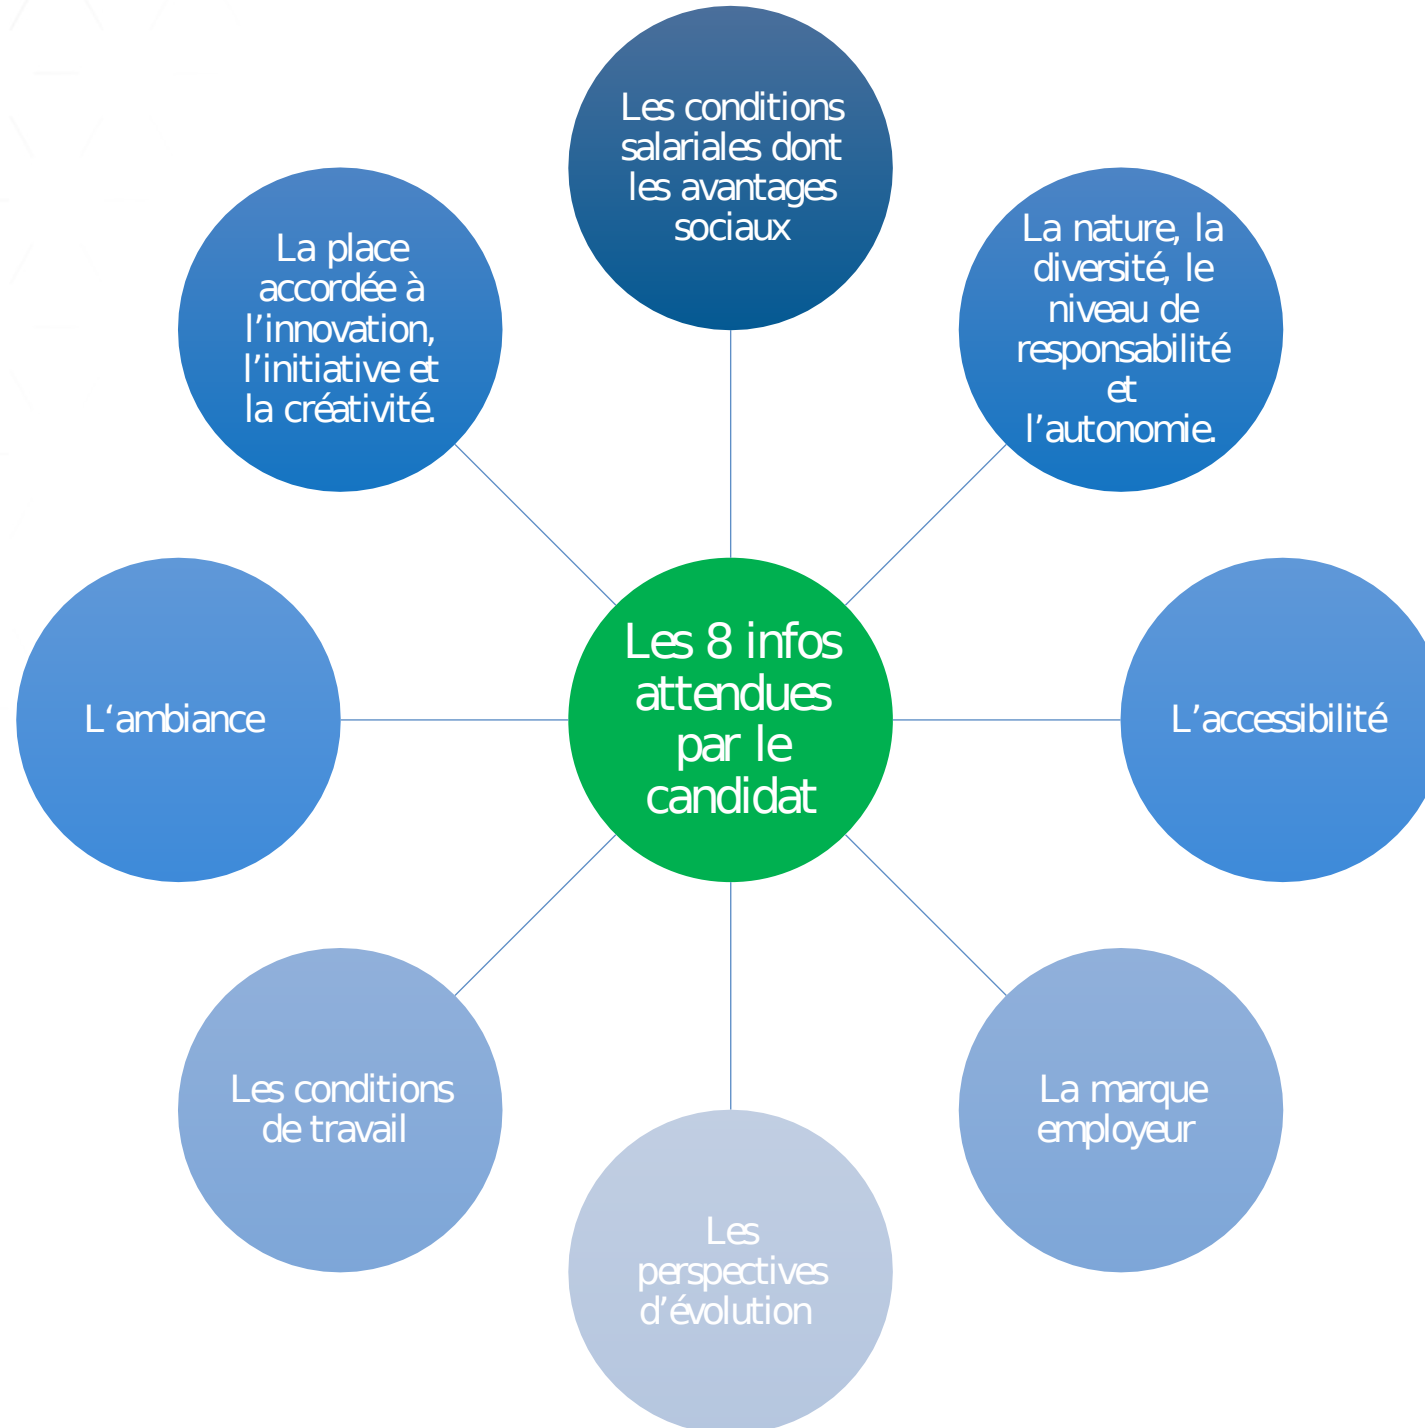 Les conditions
salariales dont
les avantages
sociaux
La nature, la
diversité, le
niveau de
responsabilité
et
l’autonomie.
L’accessibilité
La marque
employeur
Les
perspectives
d’évolution
Les conditions
de travail
L‘ambiance
La place
accordée à
l’innovation,
l’initiative et
la créativité.
Les 8 infos
attendues
par le
candidat